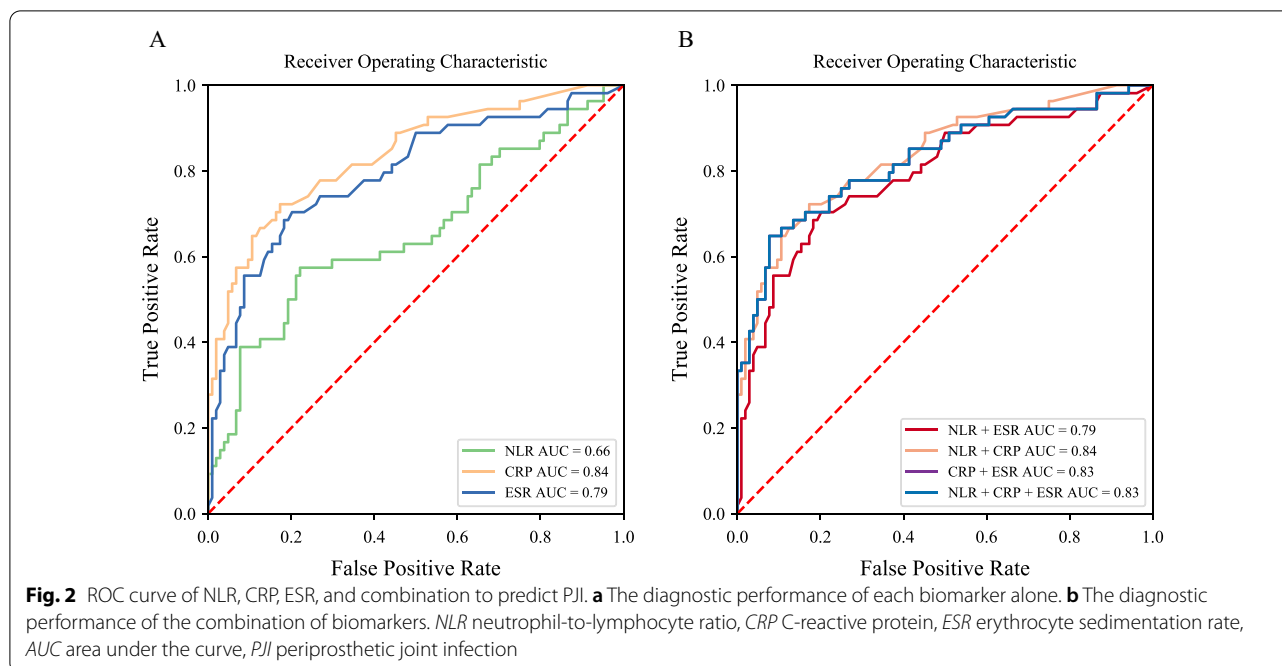 A
Receiver Operating Characteristic
True Positive Rate
1.0
0.8
0.6
0.4
0.2
0.0
NLR AUC = 0.66
CRP AUC = 0.84
ESR AUC = 0.79
0.0 0.2 0.4 0.6 0.8 1.0
False Positive Rate
B
Receiver Operating Characteristic
True Positive Rate
1.0
0.8
0.6
0.4
0.2
0.0
NLR + ESR AUC = 0.79
NLR + CRP AUC = 0.84
CRP + ESR AUC = 0.83
NLR + CRP + ESR AUC = 0.83
0.0 0.2 0.4 0.6 0.8 1.0
False Positive Rate
Fig. 2 ROC curve of NLR, CRP, ESR, and combination to predict PJI. a The diagnostic performance of each biomarker alone. b The diagnostic
performance of the combination of biomarkers. NLR neutrophil-to-lymphocyte ratio, CRP C-reactive protein, ESR erythrocyte sedimentation rate,
AUC area under the curve, PJI periprosthetic joint infection